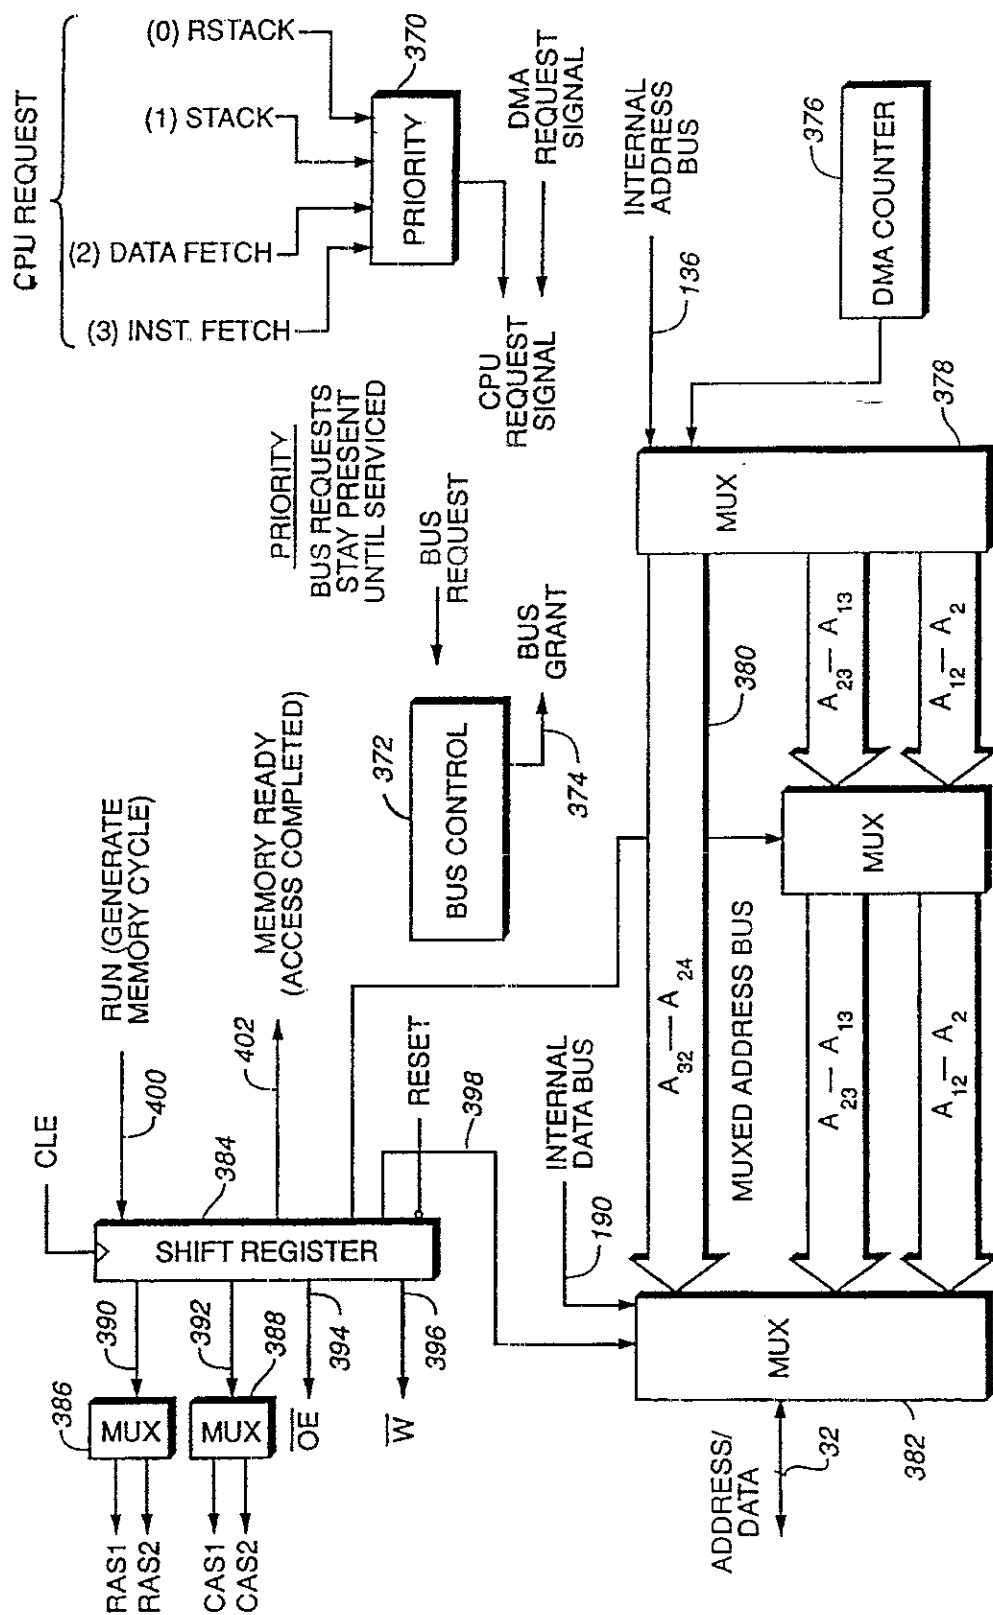 CPU REQUEST
(0) RSTACK
(1) STACK
(2) DATA FETCH
(3) INST. FETCH
370
PRIORITY
CPU
REQUEST
SIGNAL
DMA
REQUEST
SIGNAL
PRIORITY
BUS REQUESTS
STAY PRESENT
UNTIL SERVICED
BUS
REQUEST
372
BUS CONTROL
BUS
GRANT
374
CLE
RUN (GENERATE
MEMORY CYCLE)
400
384
SHIFT REGISTER
MEMORY READY
(ACCESS COMPLETED)
402
RESET
398
390
392
394
396
386
MUX
388
MUX
RAS1
RAS2
CAS1
CAS2
OE
W
INTERNAL
ADDRESS
BUS
136
376
DMA COUNTER
378
MUX
380
A32 — A24
A23 — A13
A12 — A2
MUX
MUXED ADDRESS BUS
A23 — A13
A12 — A2
INTERNAL
DATA BUS
190
MUX
382
32
ADDRESS/
DATA